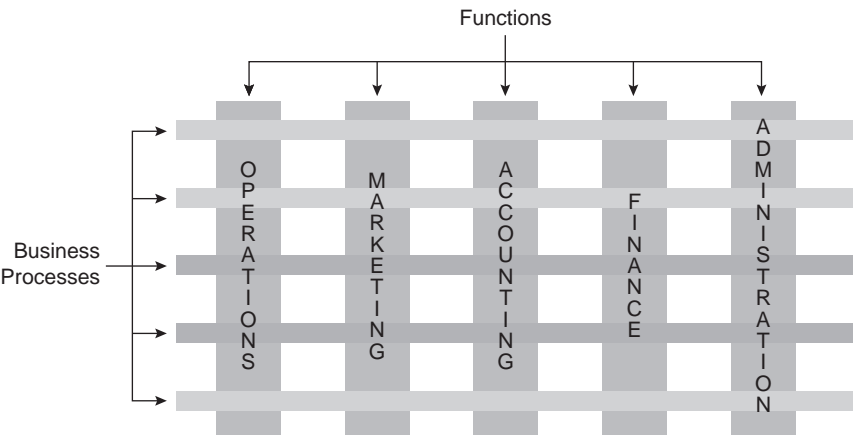 Functions
OPERATIONS
MARKETING
ACCOUNTING
FINANCE
ADMINISTRATION
Business
Processes